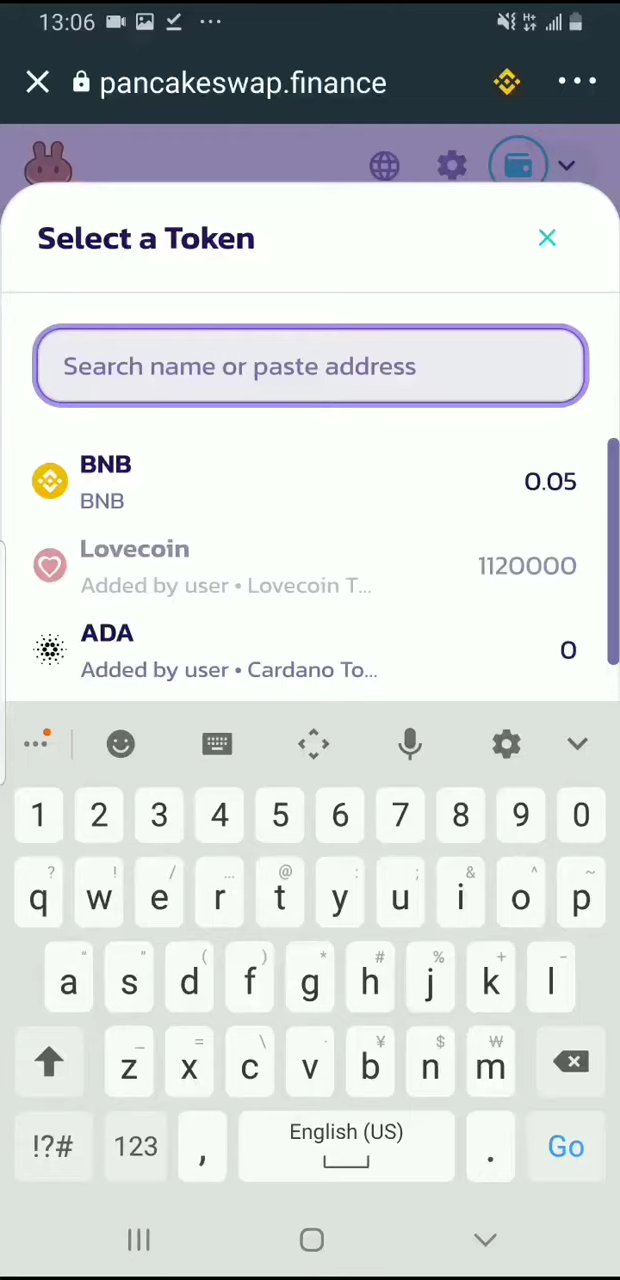 13:06
pancakeswap.finance
Select a Token
Search name or paste address
BNB
0.05
BNB
Lovecoin
1120000
Added by user • Lovecoin T...
ADA
0
Added by user • Cardano To...
1 2 3 4 5 6 7 8 9 0
? ! / ... @ : ; & ^ ~
q w e r t y u i o p
" " ( ) * # % + -
a s d f g h j k l
_ = \ · ¥ $ ₩
z x c v b n m
!?# 123 , English (US) . Go